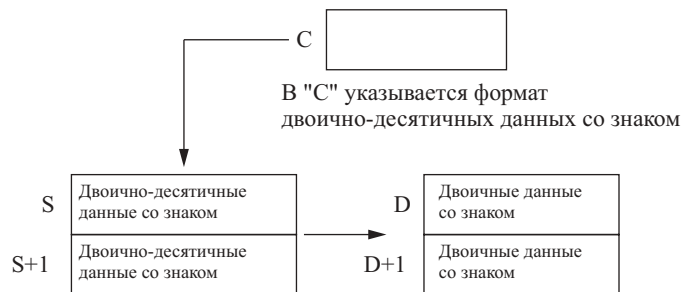 C
В "C" указывается формат
двоично-десятичных данных со знаком
S
Двоично-десятичные
данные со знаком
D
Двоичные данные
со знаком
S+1
Двоично-десятичные
данные со знаком
D+1
Двоичные данные
со знаком